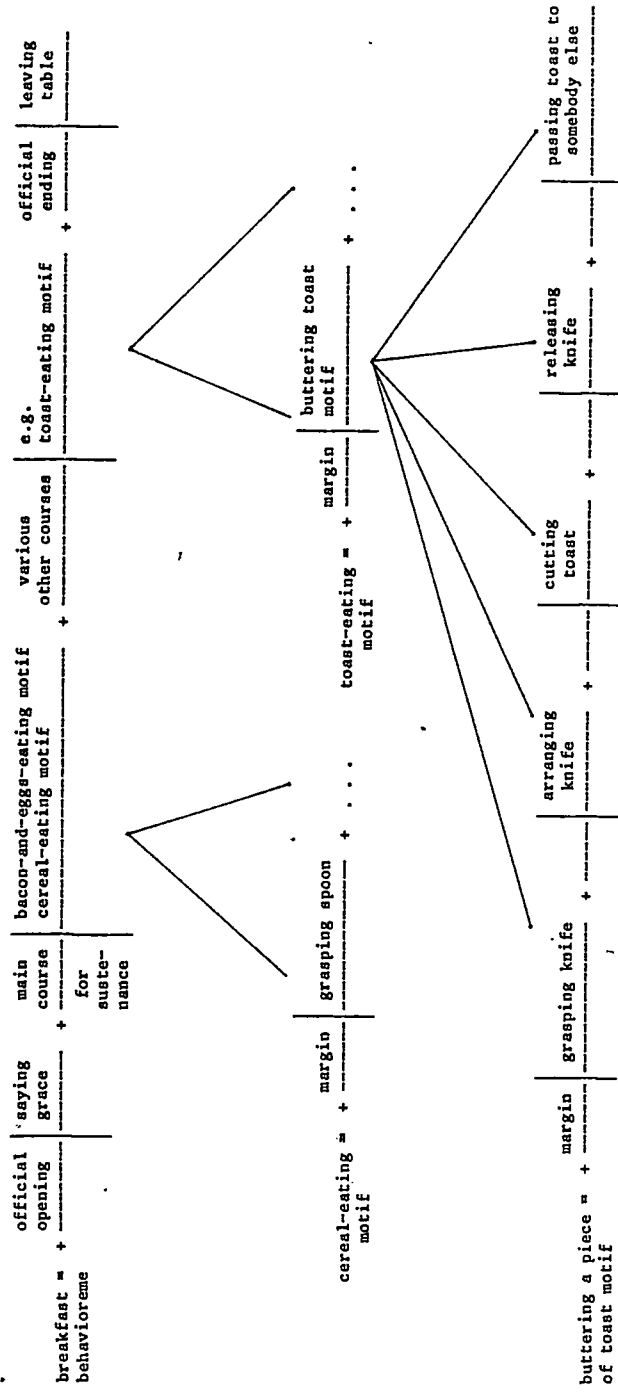 official | saying main | bacon-and-eggs-eating motif various | e.g. official | leaving
opening | grace course | cereal-eating motif other courses | toast-eating motif ending | table
breakfast = + -------- + -------- + -------- + -------- + --------
behavioreme for
suste-
nance
margin | grasping spoon
cereal-eating = + -------- + . . .
motif
margin | buttering toast
motif
toast-eating = + -------- + . . .
motif
margin | grasping knife arranging cutting releasing passing toast to
knife toast knife somebody else
buttering a piece = + -------- + -------- + -------- + -------- + --------
of toast motif